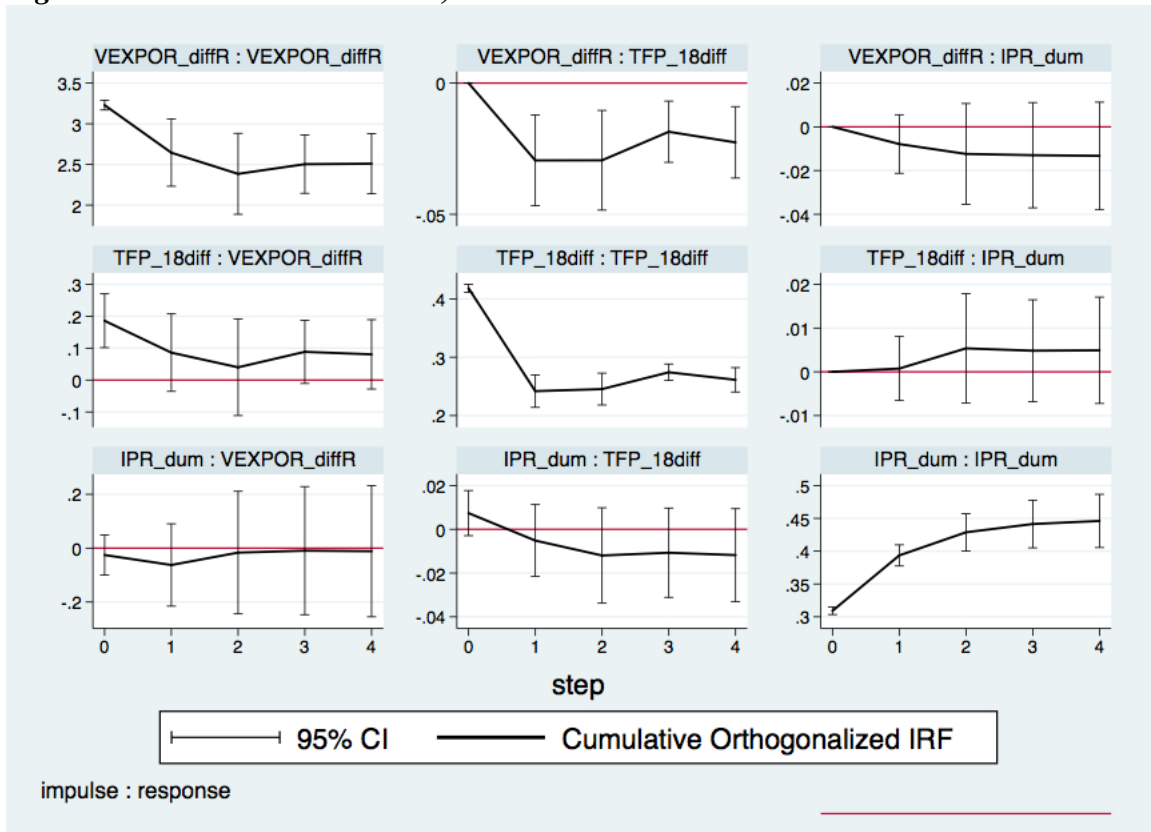 VEXPOR_diffR : VEXPOR_diffR VEXPOR_diffR : TFP_18diff VEXPOR_diffR : IPR_dum
3.5 0 .02
3 0
2.5 -.02
2 -.05 -.04
TFP_18diff : VEXPOR_diffR TFP_18diff : TFP_18diff TFP_18diff : IPR_dum
.3 .4 .02
.2 .01
.1 .3
0 0
-.1 .2 -.01
IPR_dum : VEXPOR_diffR IPR_dum : TFP_18diff IPR_dum : IPR_dum
.2 .02 .5
0 0 .45
-.02 .4
-.2 .35
-.04 .3
0 1 2 3 4 0 1 2 3 4 0 1 2 3 4
step
95% CI Cumulative Orthogonalized IRF
impulse : response